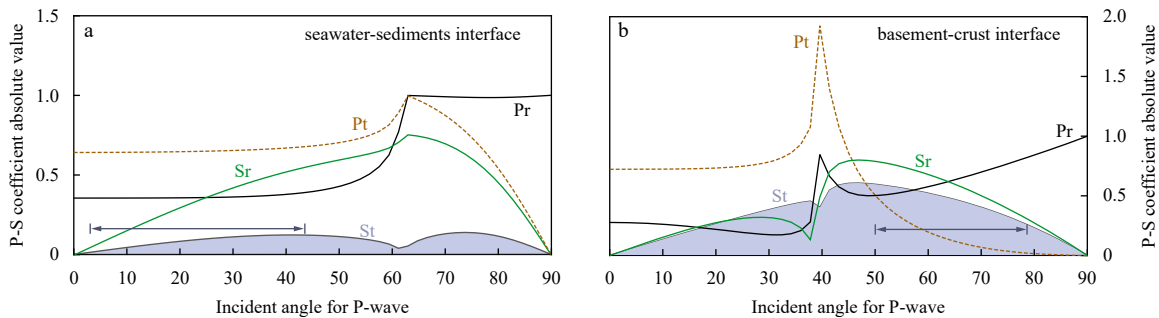 P-S coefficient absolute value
1.5
1.0
0.5
0
a
seawater-sediments interface
Pt
Pr
Sr
St
0 10 20 30 40 50 60 70 80 90
Incident angle for P-wave
b
basement-crust interface
Pt
Pr
Sr
St
0 10 20 30 40 50 60 70 80 90
Incident angle for P-wave
2.0
1.5
1.0
0.5
0
P-S coefficient absolute value